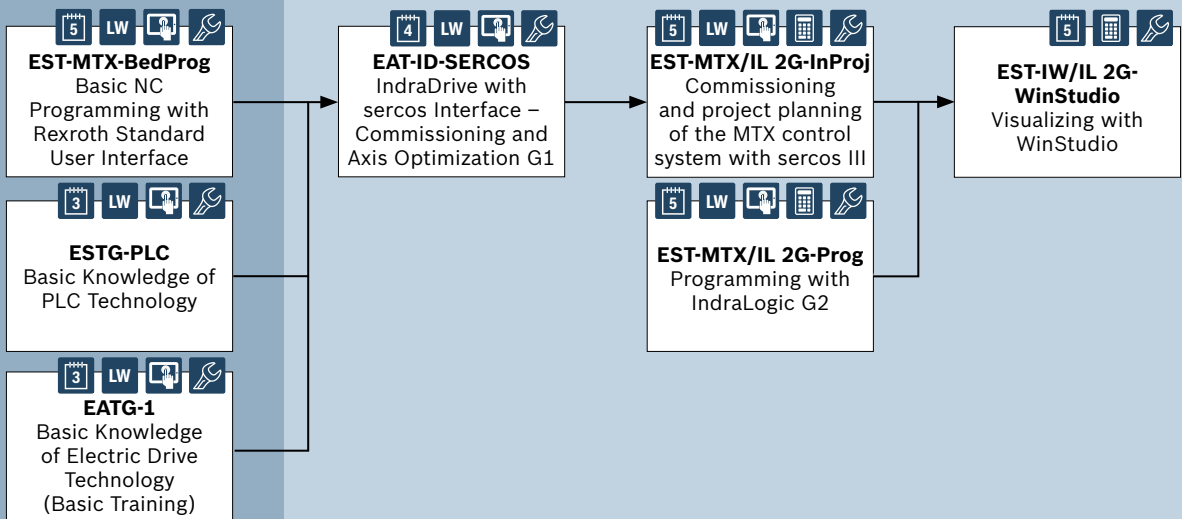 5 LW
EST-MTX-BedProg
Basic NC
Programming with
Rexroth Standard
User Interface
4 LW
EAT-ID-SERCOS
IndraDrive with
sercos Interface –
Commissioning and
Axis Optimization G1
5 LW
EST-MTX/IL 2G-InProj
Commissioning
and project planning
of the MTX control
system with sercos III
5
EST-IW/IL 2G-
WinStudio
Visualizing with
WinStudio
3 LW
ESTG-PLC
Basic Knowledge of
PLC Technology
5 LW
EST-MTX/IL 2G-Prog
Programming with
IndraLogic G2
3 LW
EATG-1
Basic Knowledge
of Electric Drive
Technology
(Basic Training)